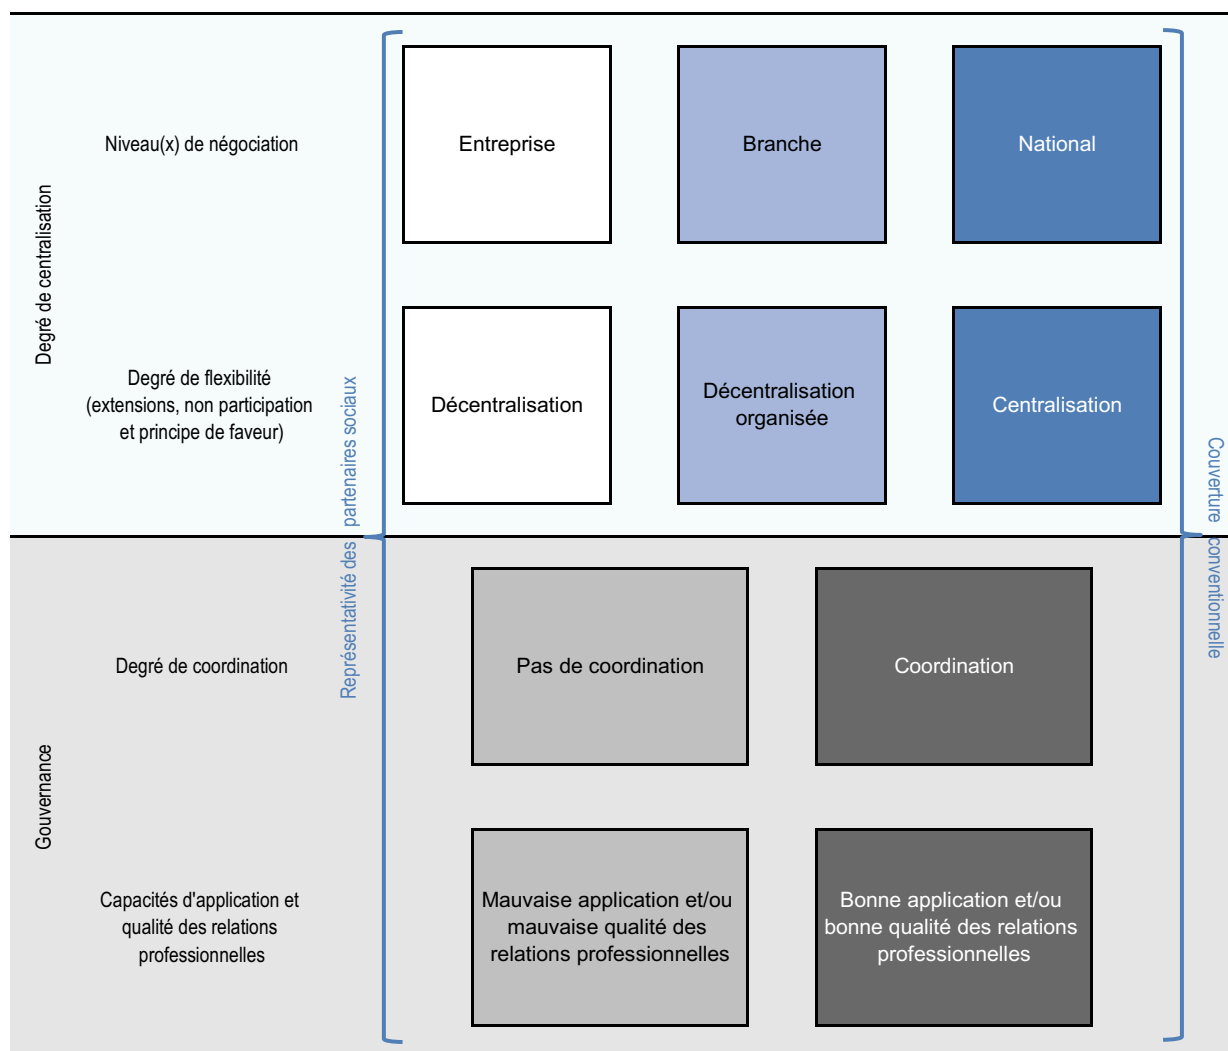 Degré de centralisation
Niveau(x) de négociation
Entreprise
Branche
National
Degré de flexibilité
(extensions, non participation
et principe de faveur)
Décentralisation
Décentralisation
organisée
Centralisation
Représentativité des partenaires sociaux
Couverture conventionnelle
Gouvernance
Degré de coordination
Pas de coordination
Coordination
Capacités d'application et
qualité des relations
professionnelles
Mauvaise application et/ou
mauvaise qualité des
relations professionnelles
Bonne application et/ou
bonne qualité des relations
professionnelles